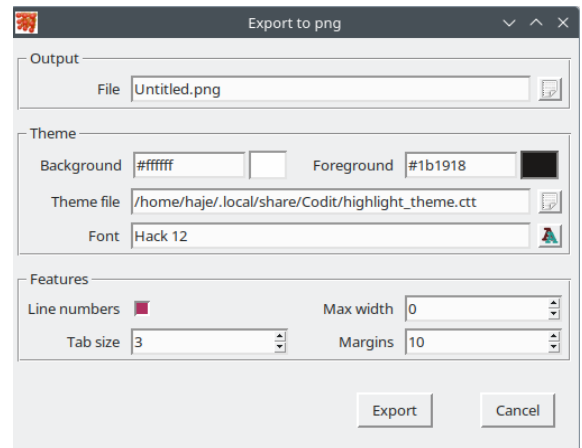 Export to png
Output
File Untitled.png
Theme
Background #ffffff Foreground #1b1918
Theme file /home/haje/.local/share/Codit/highlight_theme.ctt
Font Hack 12
Features
Line numbers Max width 0
Tab size 3 Margins 10
Export Cancel